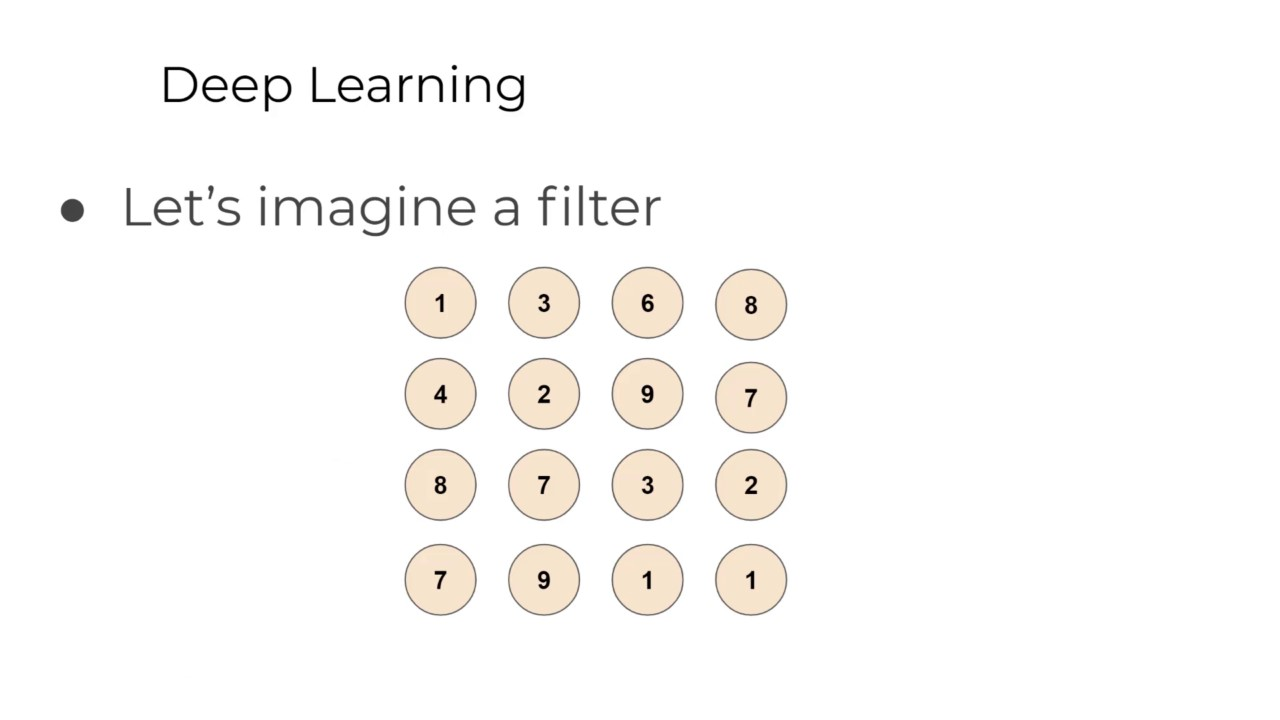 Deep Learning
● Let’s imagine a filter
1 3 6 8
4 2 9 7
8 7 3 2
7 9 1 1